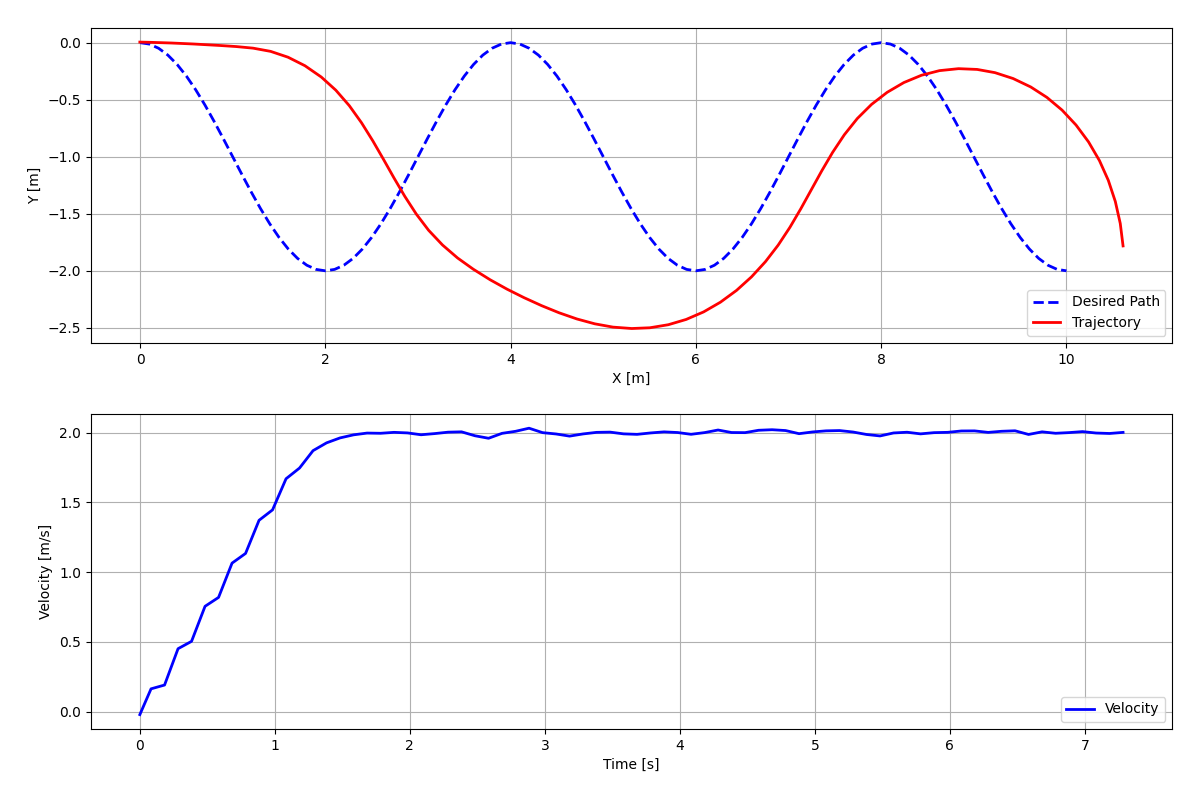 0.0
−0.5
−1.0
−1.5
−2.0
−2.5
Y [m]
Desired Path
Trajectory
0 2 4 6 8 10
X [m]
2.0
1.5
1.0
0.5
0.0
Velocity [m/s]
Velocity
0 1 2 3 4 5 6 7
Time [s]